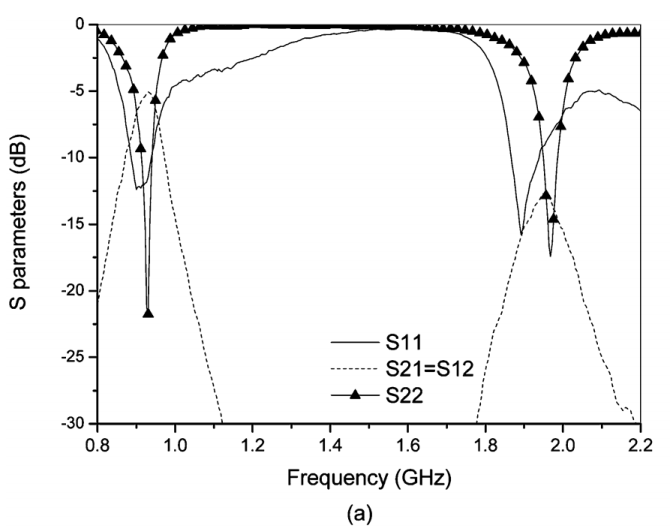 S parameters (dB)
0
-5
-10
-15
-20
-25
-30
S11
S21=S12
S22
0.8 1.0 1.2 1.4 1.6 1.8 2.0 2.2
Frequency (GHz)
(a)